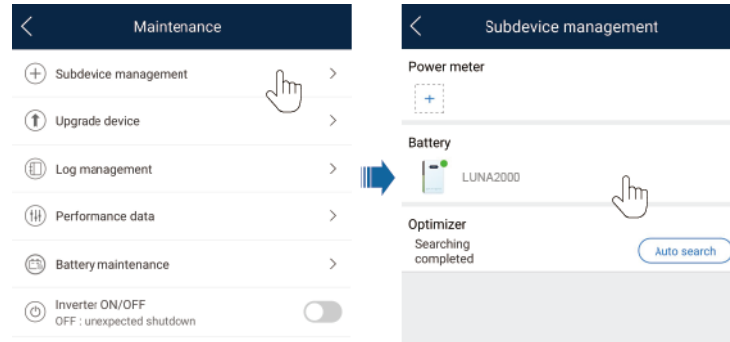 Maintenance
Subdevice management
Upgrade device
Log management
Performance data
Battery maintenance
Inverter ON/OFF
OFF : unexpected shutdown
Subdevice management
Power meter
+
Battery
LUNA2000
Optimizer
Searching
completed
Auto search